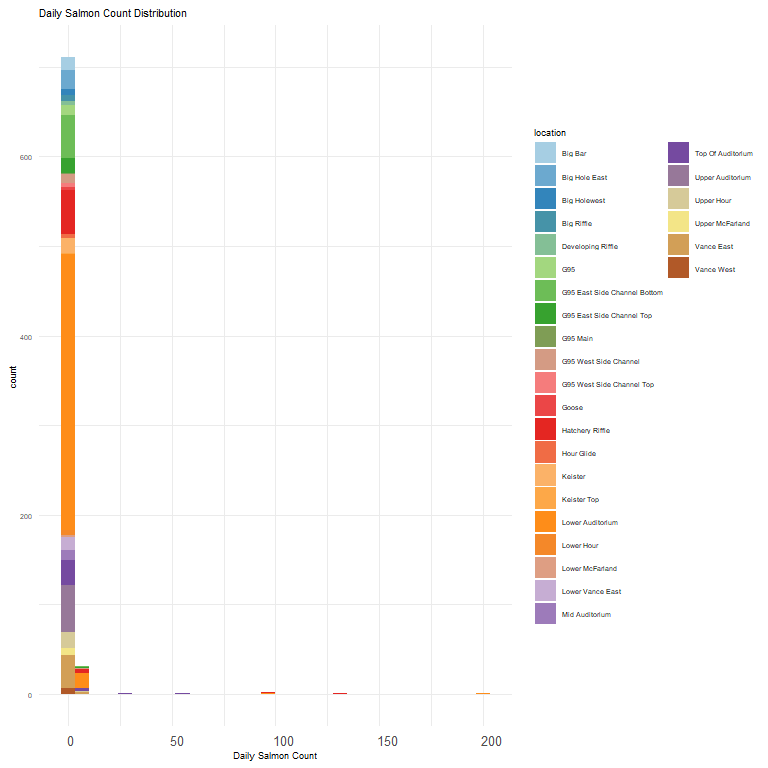 Daily Salmon Count Distribution
600
400
200
0
count
0
50
100
150
200
Daily Salmon Count
location
Big Bar
Big Hole East
Big Holewest
Big Riffle
Developing Riffle
G95
G95 East Side Channel Bottom
G95 East Side Channel Top
G95 Main
G95 West Side Channel
G95 West Side Channel Top
Goose
Hatchery Riffle
Hour Glide
Keister
Keister Top
Lower Auditorium
Lower Hour
Lower McFarland
Lower Vance East
Mid Auditorium
Top Of Auditorium
Upper Auditorium
Upper Hour
Upper McFarland
Vance East
Vance West